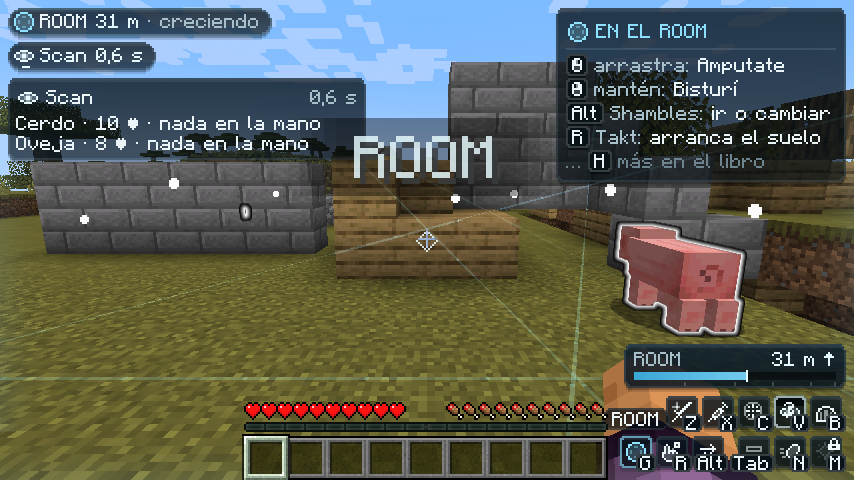 ROOM 31 m · creciendo
Scan 0,6 s
Scan 0,6 s
Cerdo · 10 ♥ · nada en la mano
Oveja · 8 ♥ · nada en la mano
ROOM
EN EL ROOM
arrastra: Amputate
mantén: Bisturí
Alt Shambles: ir o cambiar
R Takt: arranca el suelo
... H más en el libro
ROOM 31 m ↑
ROOM Z X C V B
G R Alt Tab N M